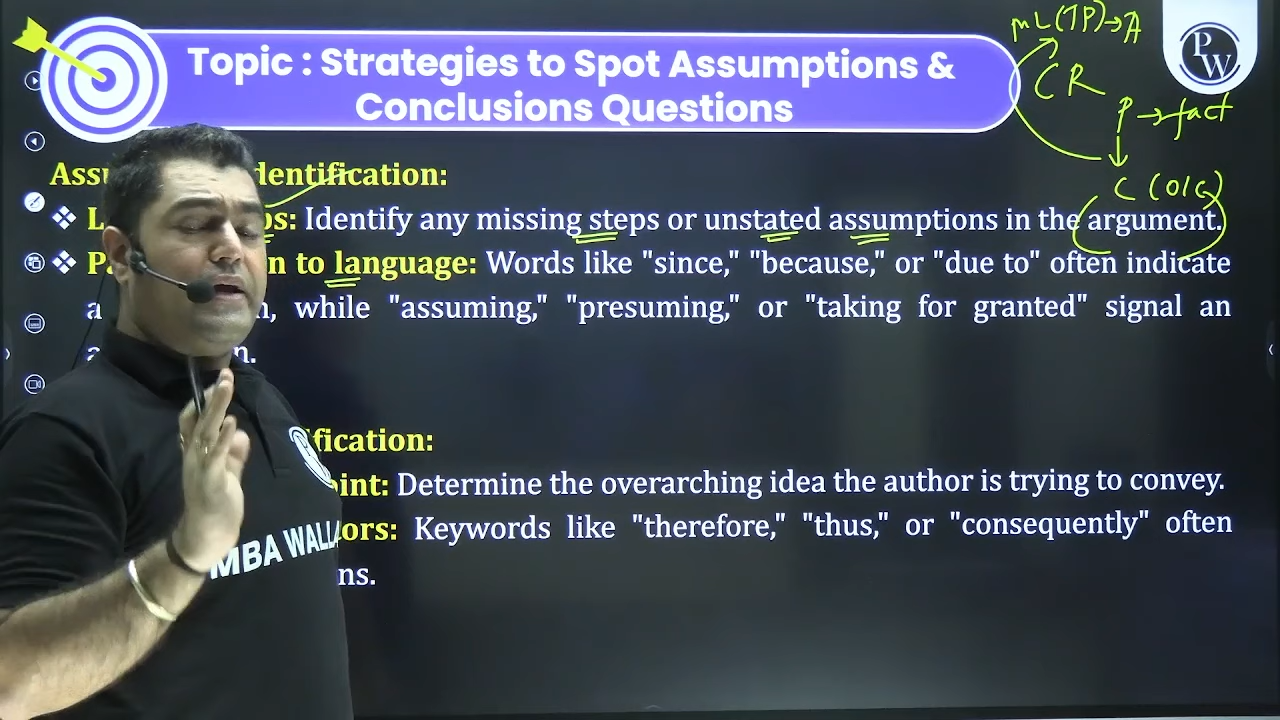 Topic : Strategies to Spot Assumptions &
Conclusions Questions
mL(TP)→A
CR
P → fact
C (O/C)
PW
Assu dentification:
❖ L ps: Identify any missing steps or unstated assumptions in the argument.
❖ Pa n to language: Words like "since," "because," or "due to" often indicate
a n, while "assuming," "presuming," or "taking for granted" signal an
a n.
ification:
oint: Determine the overarching idea the author is trying to convey.
ors: Keywords like "therefore," "thus," or "consequently" often
ns.
MBA WALLA